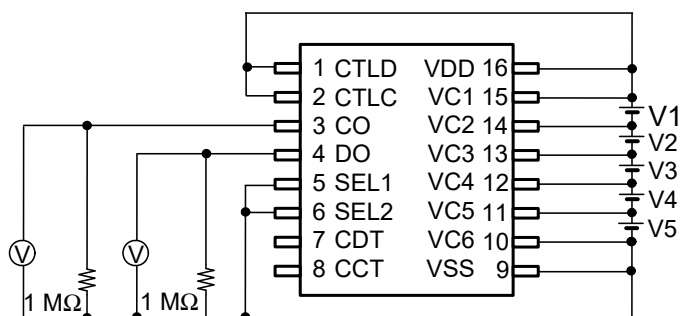 1 CTLD VDD 16
2 CTLC VC1 15
V1
3 CO VC2 14
V2
4 DO VC3 13
V3
5 SEL1 VC4 12
V4
6 SEL2 VC5 11
V5
7 CDT VC6 10
8 CCT VSS 9
V V
1 MΩ 1 MΩ